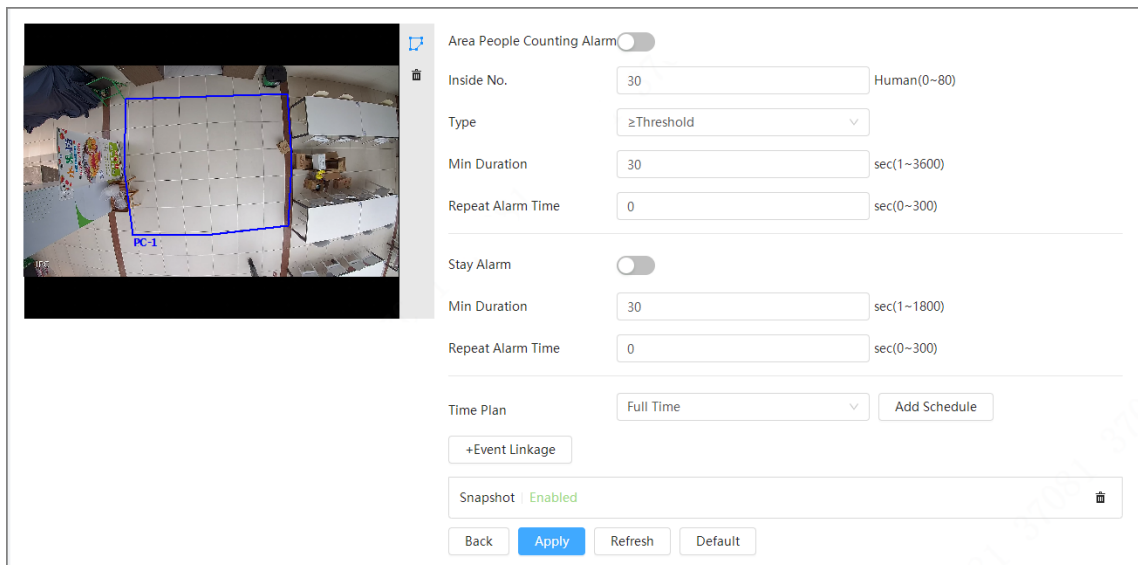 Area People Counting Alarm
Inside No. 30 Human(0~80)
Type ≥Threshold
Min Duration 30 sec(1~3600)
Repeat Alarm Time 0 sec(0~300)
PC-1
Stay Alarm
Min Duration 30 sec(1~1800)
Repeat Alarm Time 0 sec(0~300)
Time Plan Full Time Add Schedule
+Event Linkage
Snapshot Enabled
Back Apply Refresh Default